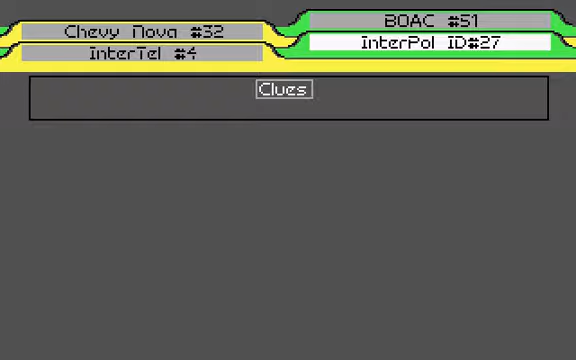 Chevy Nova #32
InterTel #4
BOAC #51
InterPol ID#27
Clues